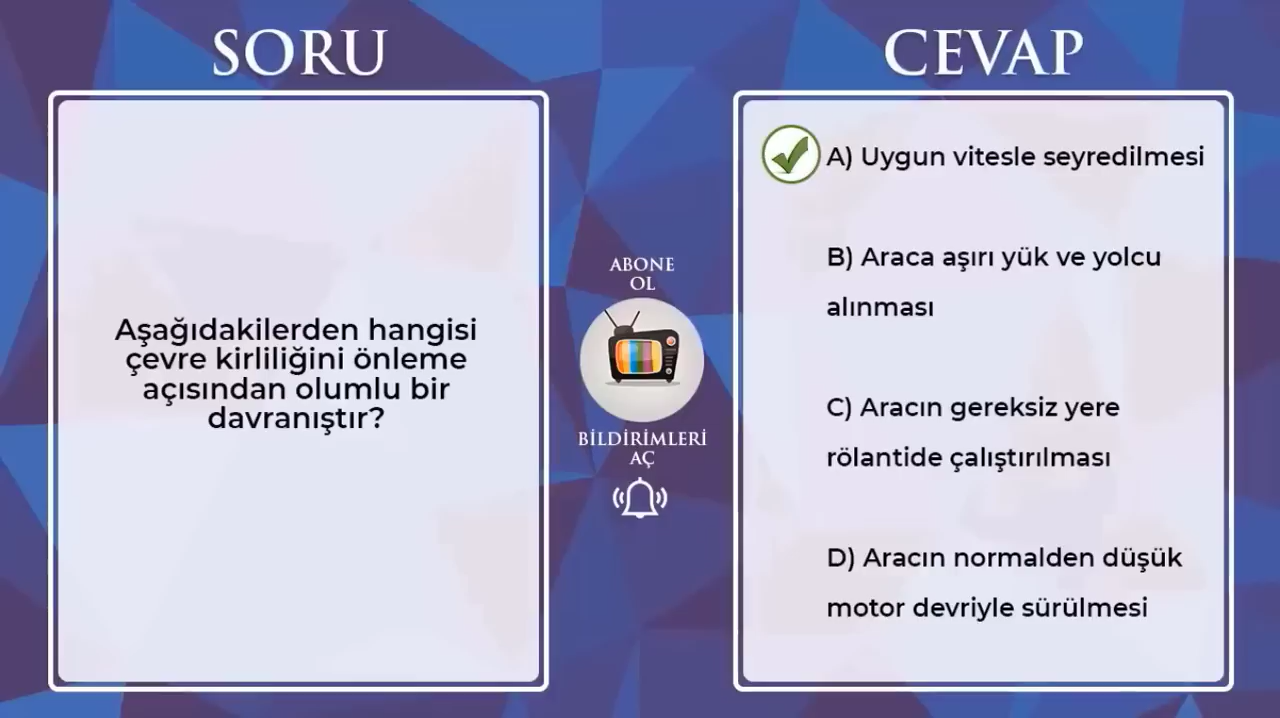 SORU
Aşağıdakilerden hangisi
çevre kirliliğini önleme
açısından olumlu bir
davranıştır?
ABONE
OL
BİLDİRİMLERİ
AÇ
CEVAP
A) Uygun vitesle seyredilmesi
B) Araca aşırı yük ve yolcu
alınması
C) Aracın gereksiz yere
rölantide çalıştırılması
D) Aracın normalden düşük
motor devriyle sürülmesi